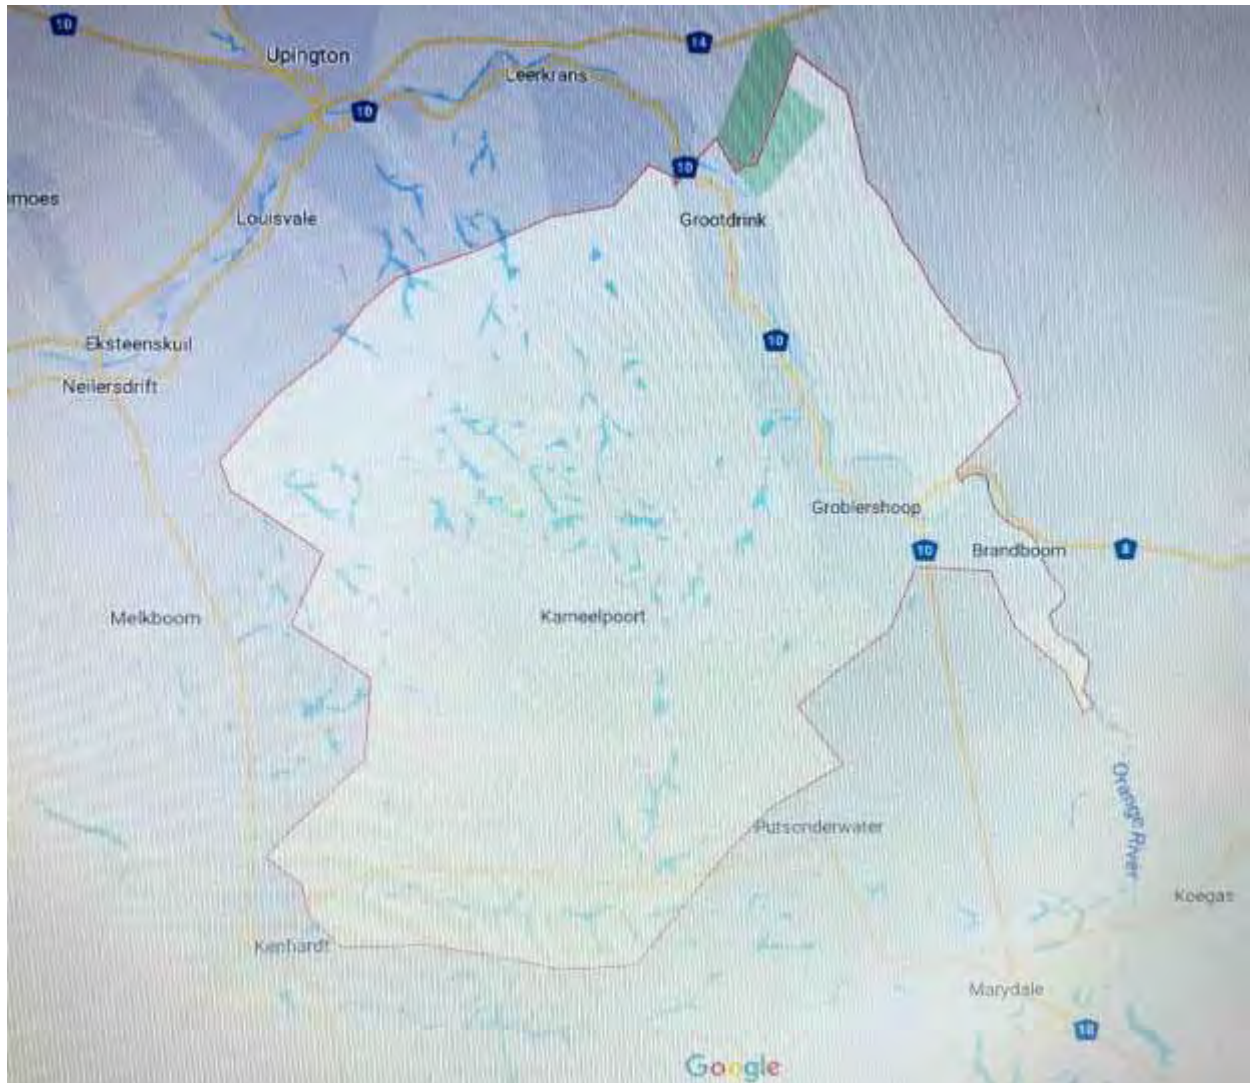 10
14
Upington
Leerkrans
10
10
moes
Louisvale
Grootdrink
Eksteenskuil
10
Neilersdrift
Groblershoop
10
Brandboom
8
Melkboom
Kameelpoort
Orange River
Putsonderwater
Koegas
Kenhardt
Marydale
10
Google